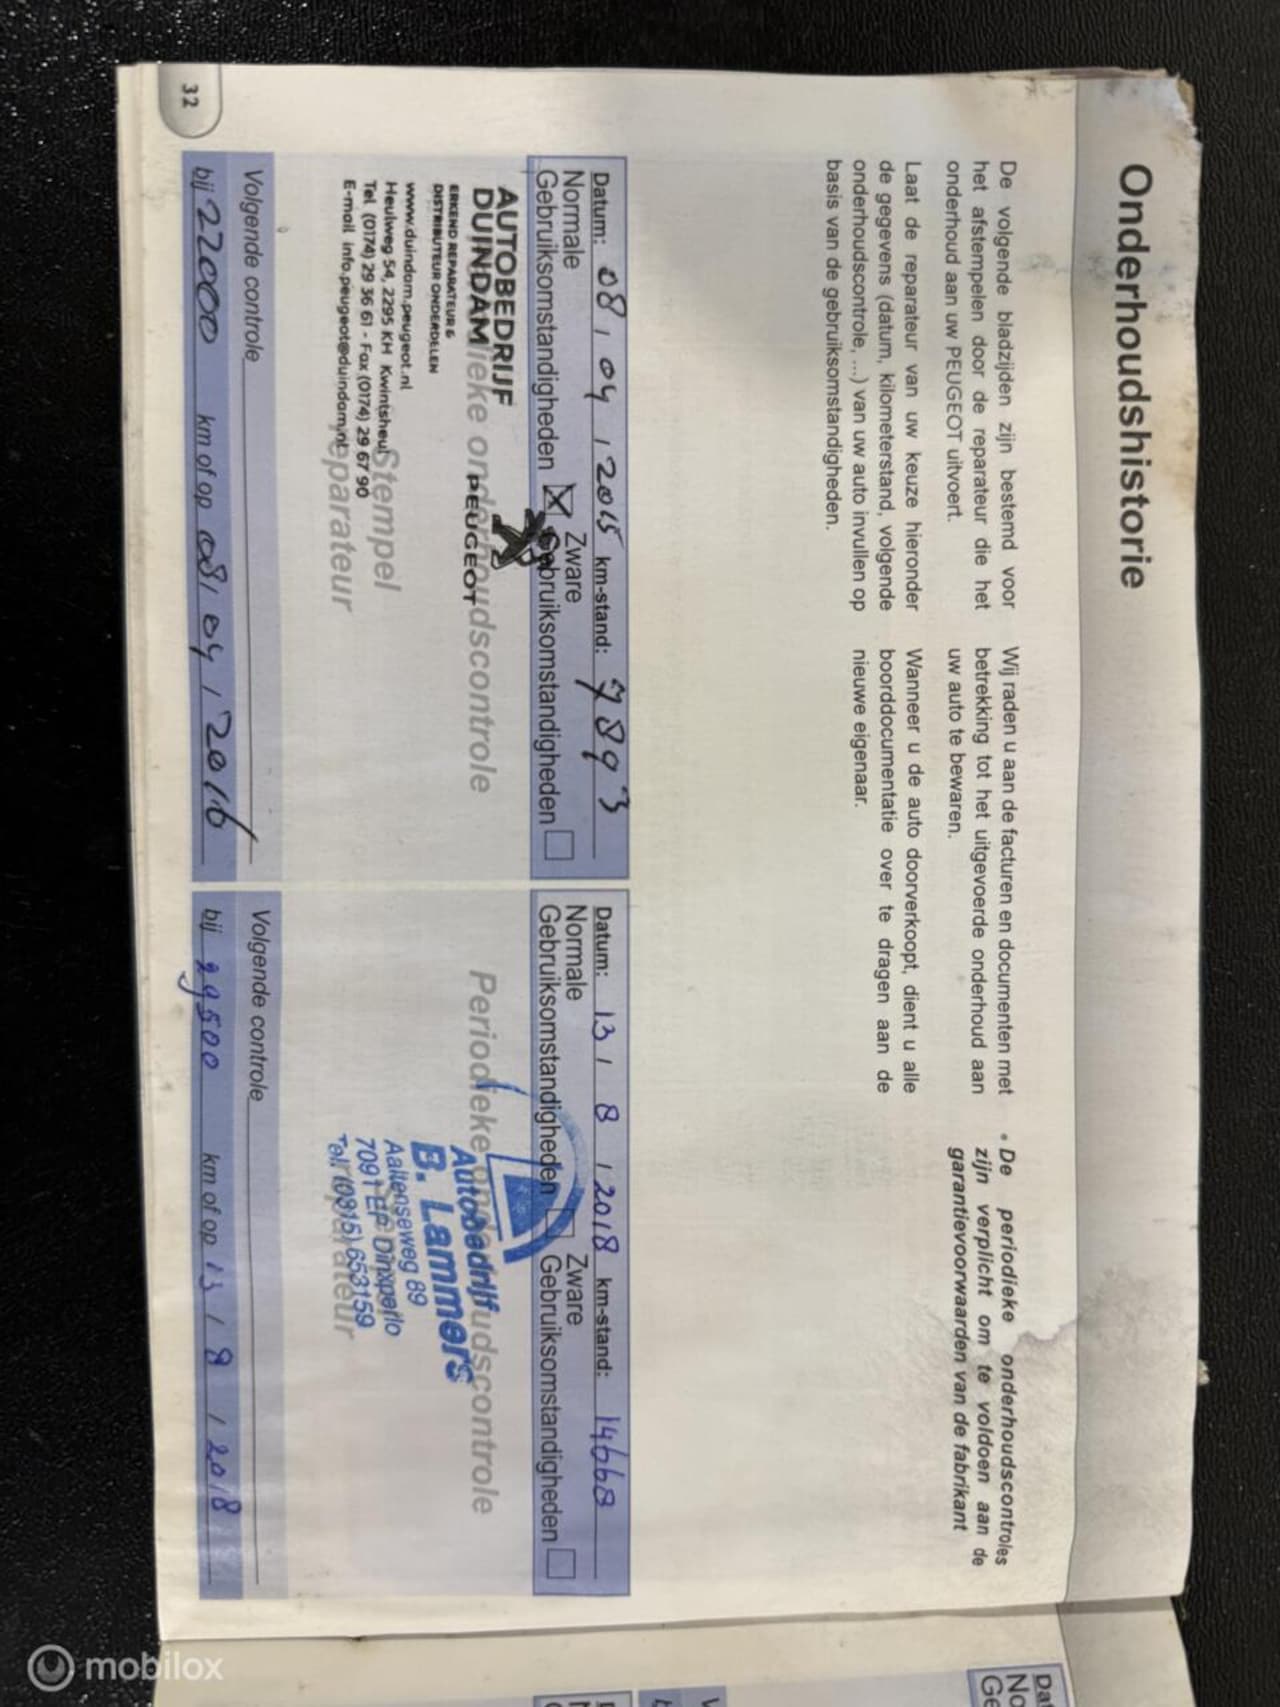 Onderhoudshistorie
De volgende bladzijden zijn bestemd voor
het afstempelen door de reparateur die het
onderhoud aan uw PEUGEOT uitvoert.
Laat de reparateur van uw keuze hieronder
de gegevens (datum, kilometerstand, volgende
onderhoudscontrole, ...) van uw auto invullen op
basis van de gebruiksomstandigheden.
Wij raden u aan de facturen en documenten met
betrekking tot het uitgevoerde onderhoud aan
uw auto te bewaren.
Wanneer u de auto doorverkoopt, dient u alle
boorddocumentatie over te dragen aan de
nieuwe eigenaar.
• De periodieke onderhoudscontroles
zijn verplicht om te voldoen aan de
garantievoorwaarden van de fabrikant
Datum: 08 / 04 / 2015 km-stand: 7893
Normale Zware
Gebruiksomstandigheden Gebruiksomstandigheden
Periodieke onderhoudscontrole
Stempel
reparateur
AUTOBEDRIJF
DUINDAM
ERKEND REPARATEUR &
DISTRIBUTEUR ONDERDELEN
PEUGEOT
www.duindam.peugeot.nl
Heulweg 54, 2295 KH Kwintsheul
Tel (0174) 29 36 61 - Fax (0174) 29 67 90
E-mail info.peugeot@duindam.nl
Volgende controle
bij 22000 km of op 08 / 04 / 2016
Datum: 13 / 8 / 2018 km-stand: 14668
Normale Zware
Gebruiksomstandigheden Gebruiksomstandigheden
Periodieke onderhoudscontrole
reparateur
Autobedrijf
B. Lammers
Aaltenseweg 89
7091 EP Dinxperlo
Tel. (0315) 653159
Volgende controle
bij 29500 km of op 13 / 8 / 2018
32
mobilox